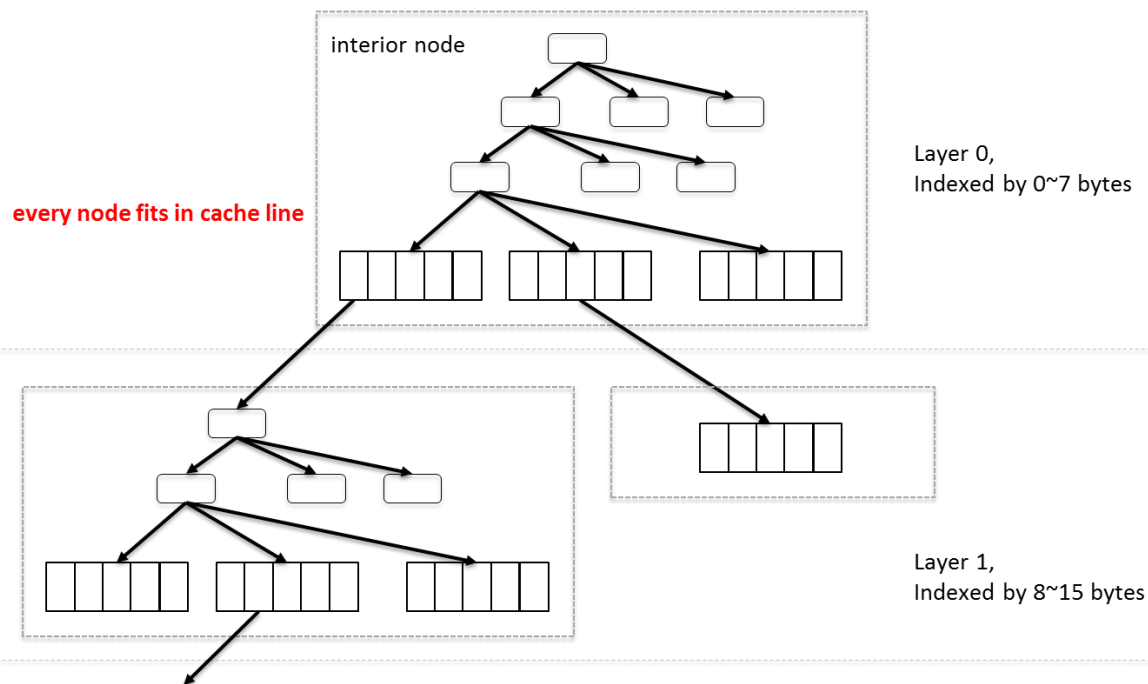 interior node
Layer 0,
Indexed by 0~7 bytes
every node fits in cache line
Layer 1,
Indexed by 8~15 bytes